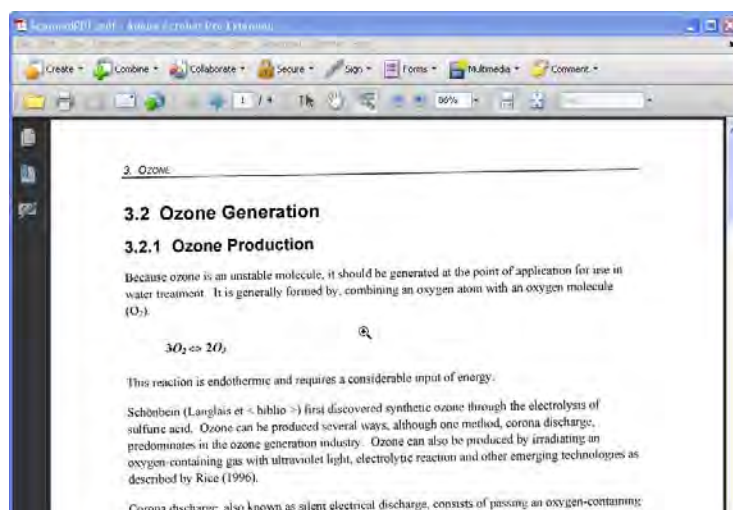 ScannedPDF.pdf - Adobe Acrobat Pro Extended
Create Combine Collaborate Secure Sign Forms Multimedia Comment
1 / 86%
3. OZONE
3.2 Ozone Generation
3.2.1 Ozone Production
Because ozone is an unstable molecule, it should be generated at the point of application for use in
water treatment. It is generally formed by, combining an oxygen atom with an oxygen molecule
(O₂).
3O₂ <=> 2O₃
This reaction is endothermic and requires a considerable input of energy.
Schönbein (Langlais et < biblio >) first discovered synthetic ozone through the electrolysis of
sulfuric acid. Ozone can be produced several ways, although one method, corona discharge,
predominates in the ozone generation industry. Ozone can also be produced by irradiating an
oxygen-containing gas with ultraviolet light, electrolytic reaction and other emerging technologies as
described by Rice (1996).
Corona discharge, also known as silent electrical discharge, consists of passing an oxygen-containing